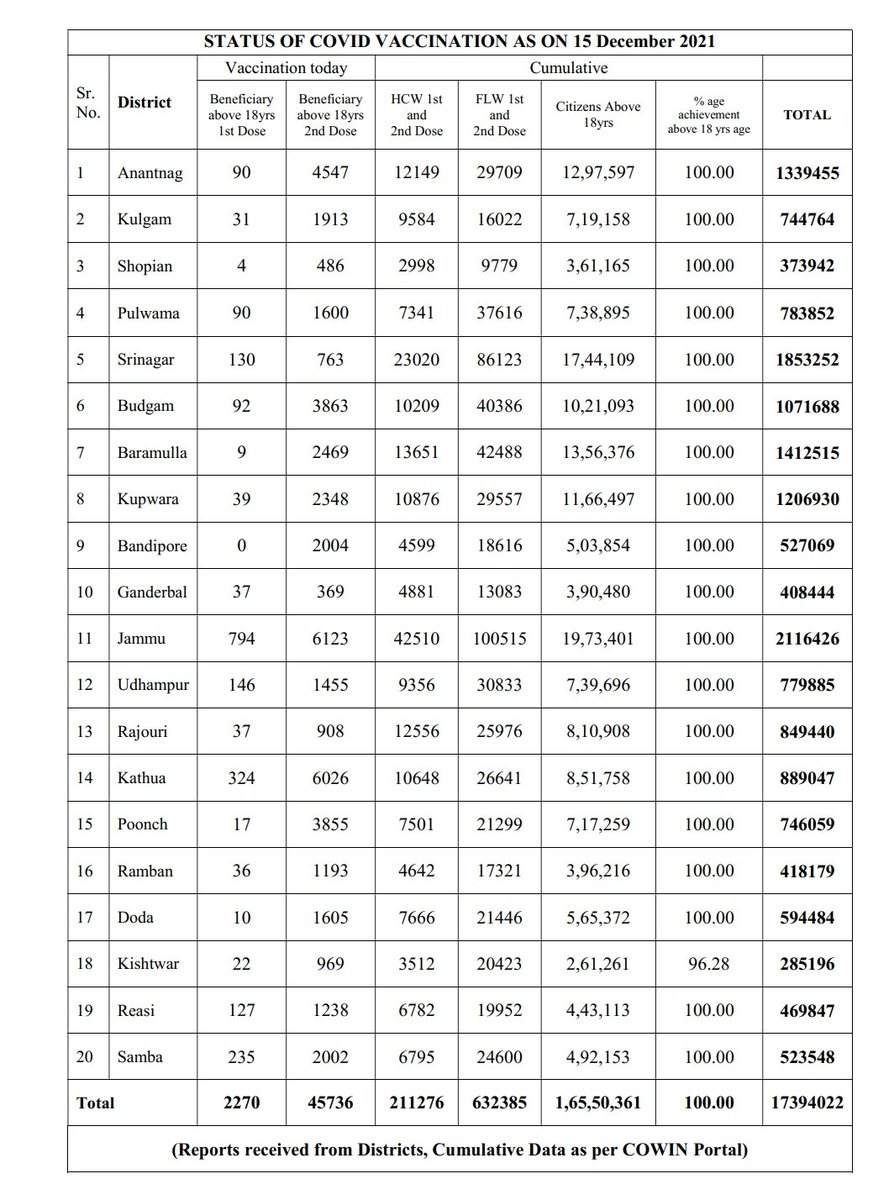 STATUS OF COVID VACCINATION AS ON 15 December 2021
Sr. No. District Vaccination today Cumulative
Beneficiary above 18yrs 1st Dose Beneficiary above 18yrs 2nd Dose HCW 1st and 2nd Dose FLW 1st and 2nd Dose Citizens Above 18yrs % age achievement above 18 yrs age TOTAL
1 Anantnag 90 4547 12149 29709 12,97,597 100.00 1339455
2 Kulgam 31 1913 9584 16022 7,19,158 100.00 744764
3 Shopian 4 486 2998 9779 3,61,165 100.00 373942
4 Pulwama 90 1600 7341 37616 7,38,895 100.00 783852
5 Srinagar 130 763 23020 86123 17,44,109 100.00 1853252
6 Budgam 92 3863 10209 40386 10,21,093 100.00 1071688
7 Baramulla 9 2469 13651 42488 13,56,376 100.00 1412515
8 Kupwara 39 2348 10876 29557 11,66,497 100.00 1206930
9 Bandipore 0 2004 4599 18616 5,03,854 100.00 527069
10 Ganderbal 37 369 4881 13083 3,90,480 100.00 408444
11 Jammu 794 6123 42510 100515 19,73,401 100.00 2116426
12 Udhampur 146 1455 9356 30833 7,39,696 100.00 779885
13 Rajouri 37 908 12556 25976 8,10,908 100.00 849440
14 Kathua 324 6026 10648 26641 8,51,758 100.00 889047
15 Poonch 17 3855 7501 21299 7,17,259 100.00 746059
16 Ramban 36 1193 4642 17321 3,96,216 100.00 418179
17 Doda 10 1605 7666 21446 5,65,372 100.00 594484
18 Kishtwar 22 969 3512 20423 2,61,261 96.28 285196
19 Reasi 127 1238 6782 19952 4,43,113 100.00 469847
20 Samba 235 2002 6795 24600 4,92,153 100.00 523548
Total 2270 45736 211276 632385 1,65,50,361 100.00 17394022
(Reports received from Districts, Cumulative Data as per COWIN Portal)